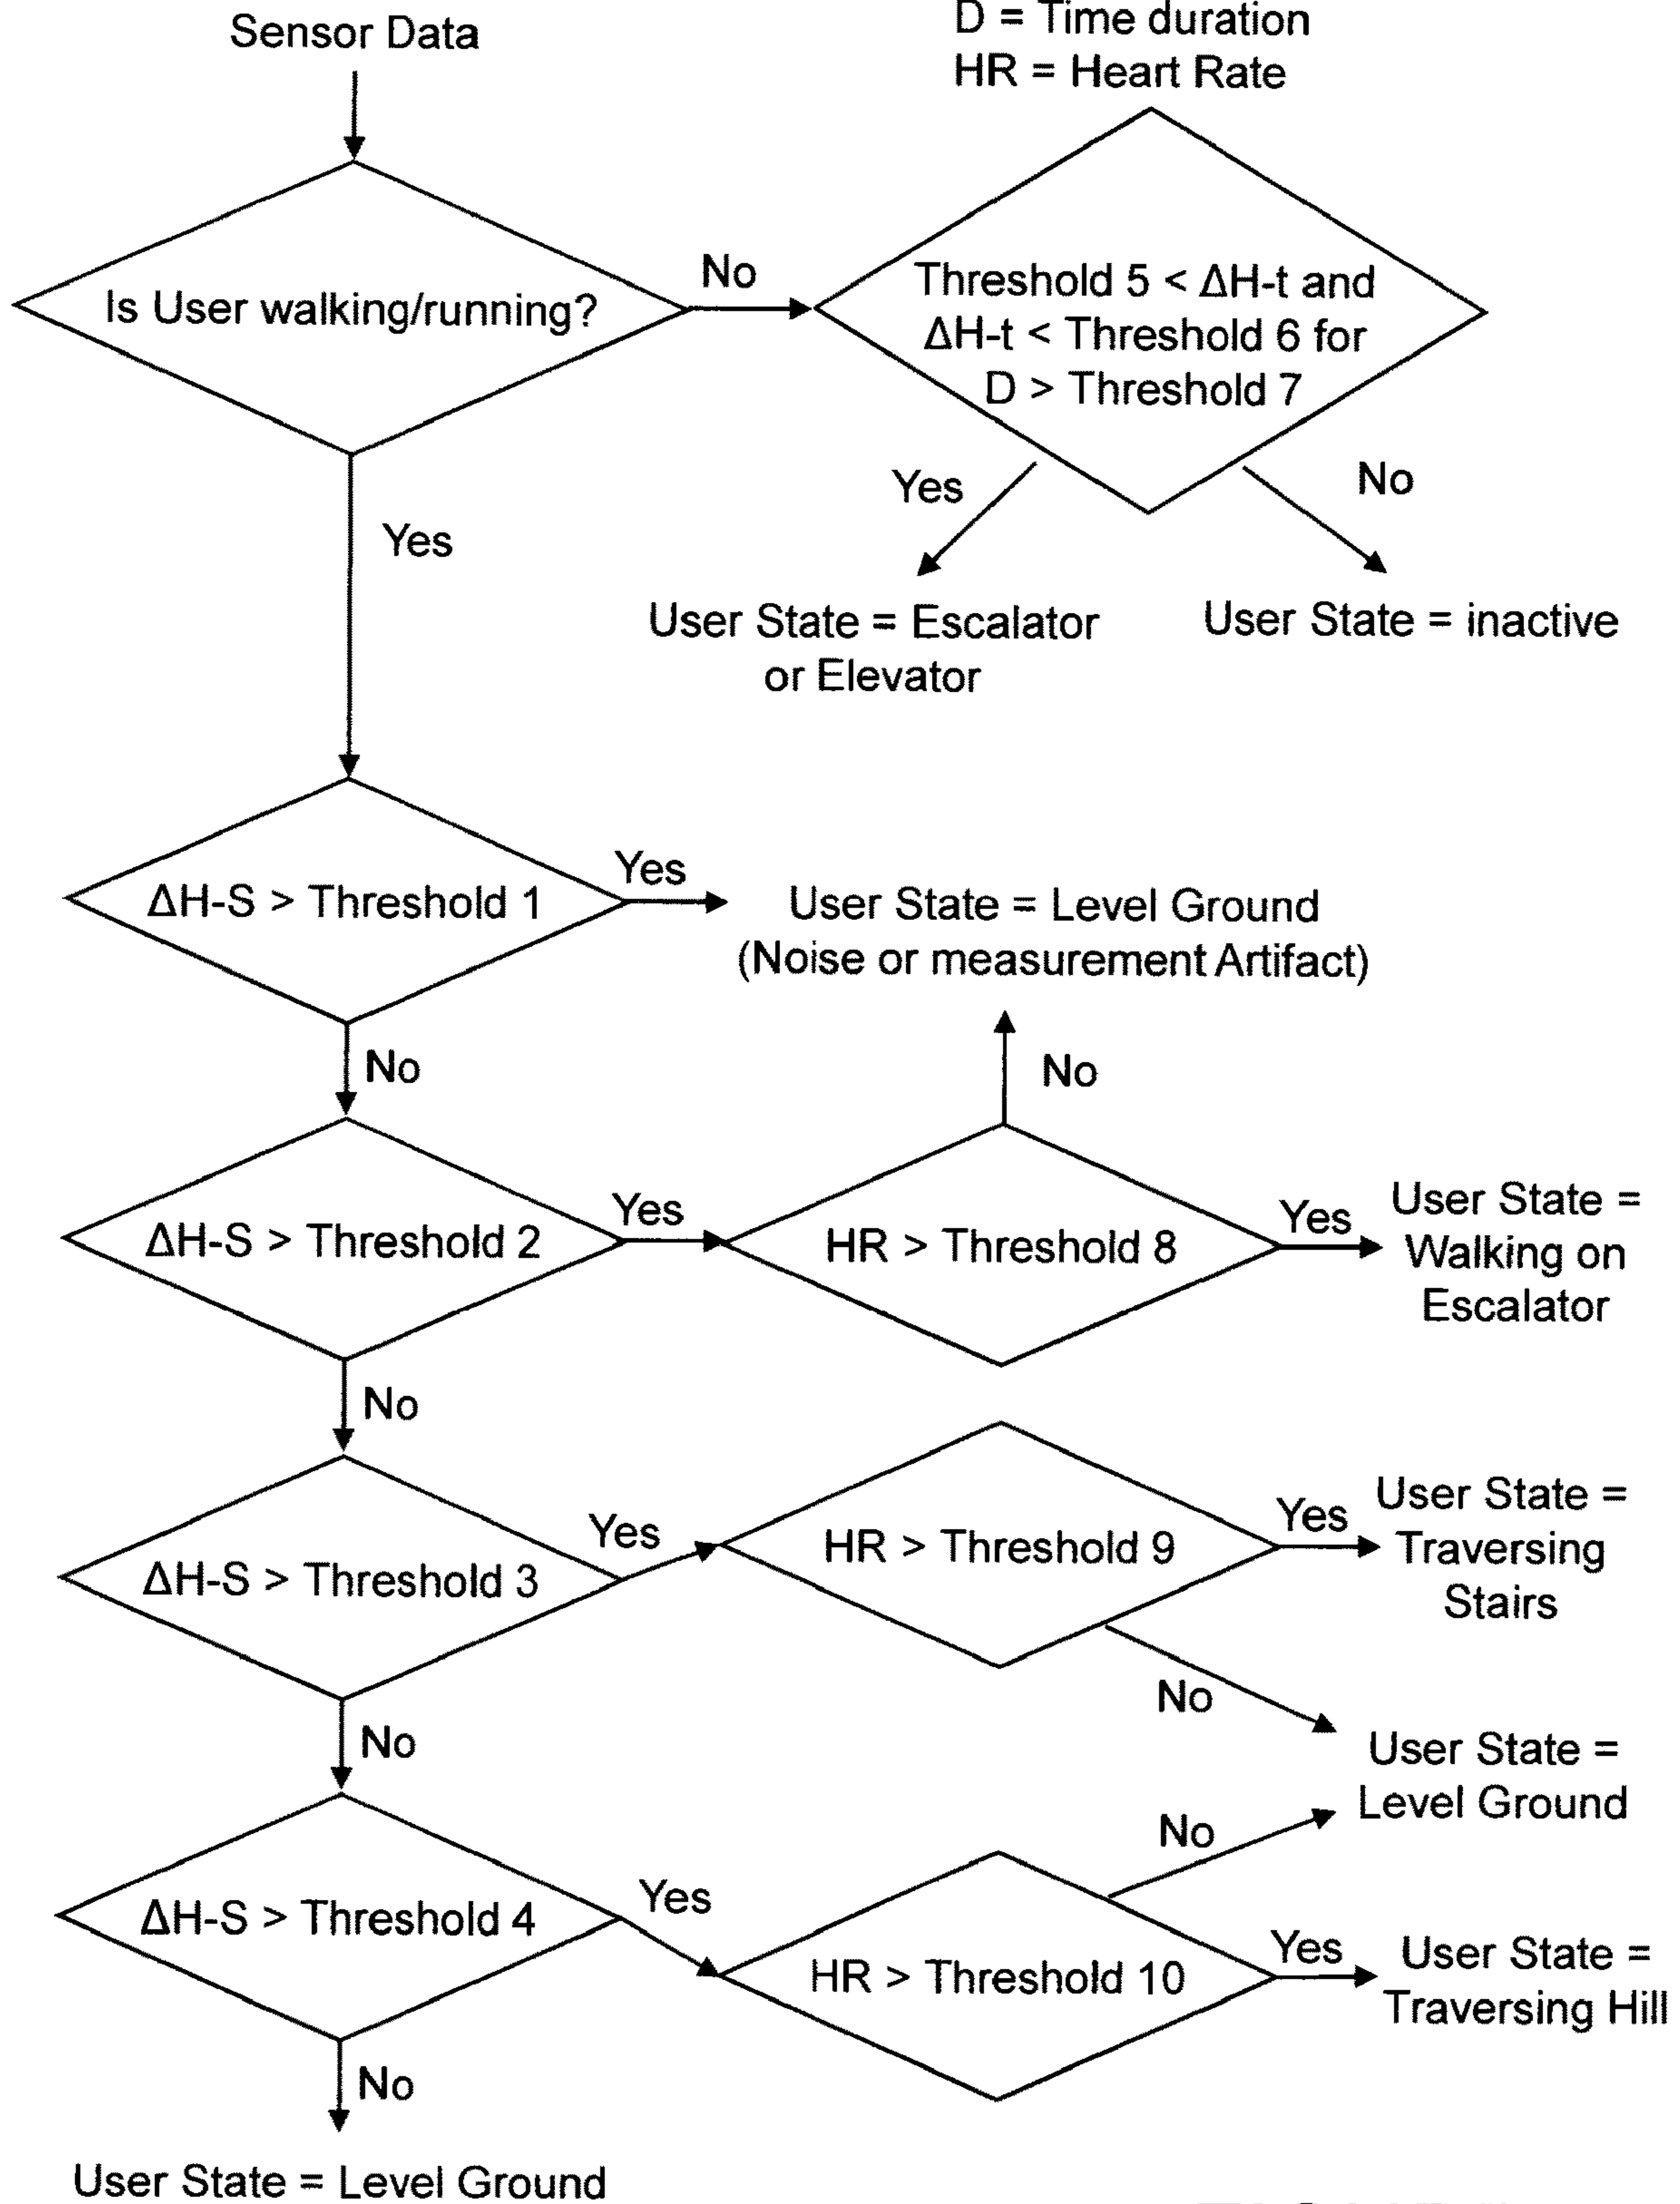 Sensor Data
D = Time duration
HR = Heart Rate
Is User walking/running?
No
Threshold 5 < ΔH-t and
ΔH-t < Threshold 6 for
D > Threshold 7
Yes
No
Yes
User State = Escalator
or Elevator
User State = inactive
ΔH-S > Threshold 1
Yes
User State = Level Ground
(Noise or measurement Artifact)
No
No
ΔH-S > Threshold 2
Yes
HR > Threshold 8
Yes
User State =
Walking on
Escalator
No
ΔH-S > Threshold 3
Yes
HR > Threshold 9
Yes
User State =
Traversing
Stairs
No
No
User State =
Level Ground
No
ΔH-S > Threshold 4
Yes
HR > Threshold 10
Yes
User State =
Traversing Hill
No
User State = Level Ground